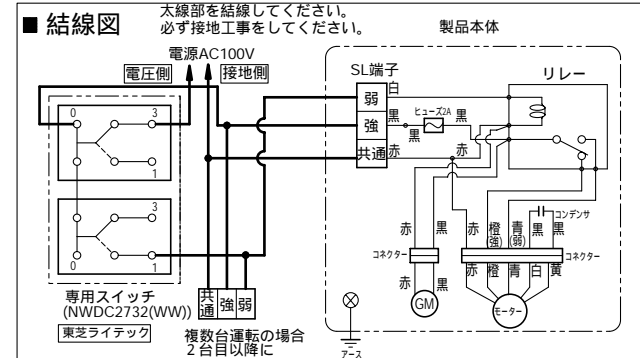 ■ 結線図
太線部を結線してください。
必ず接地工事をしてください。
製品本体
電源AC100V
電圧側
接地側
SL端子
リレー
弱
白
強
黒
黒
ヒューズ2A
黒
共通
赤
赤
0
3
1
3
0
1
赤
黒
赤
橙
(強)
青
(弱)
黒
黒
コンデンサ
コネクター
コネクター
赤
黒
赤
橙
青
白
黄
GM
モーター
アース
専用スイッチ
(NWDC2732(WW))
東芝ライテック
共通
強
弱
複数台運転の場合
2台目以降に